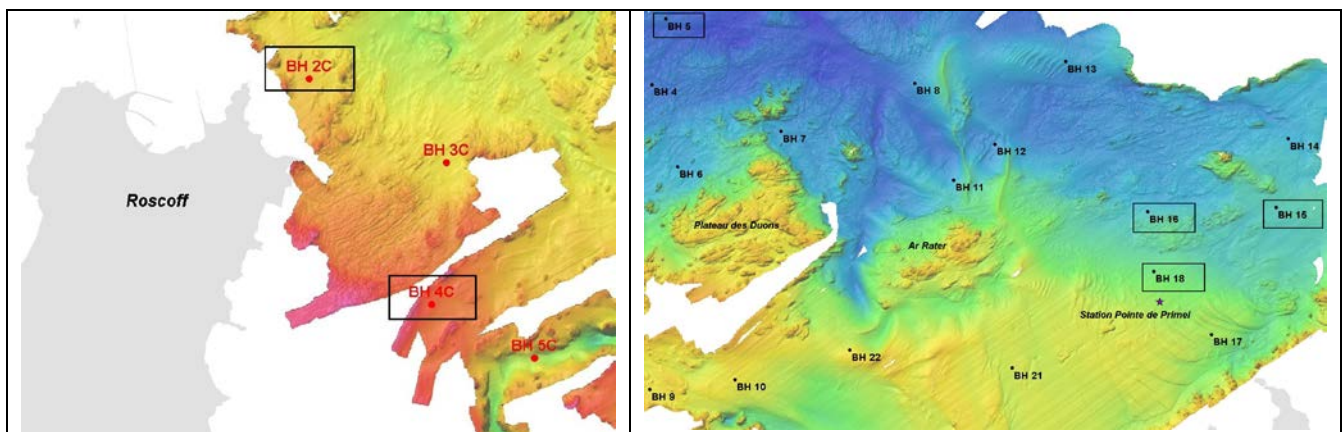 BH 2C
BH 3C
Roscoff
BH 4C
BH 5C
BH 5
BH 13
BH 4
BH 8
BH 7
BH 14
BH 12
BH 6
BH 11
BH 16
BH 15
Plateau des Duons
Ar Rater
BH 18
Station Pointe de Primel
BH 17
BH 22
BH 21
BH 10
BH 9